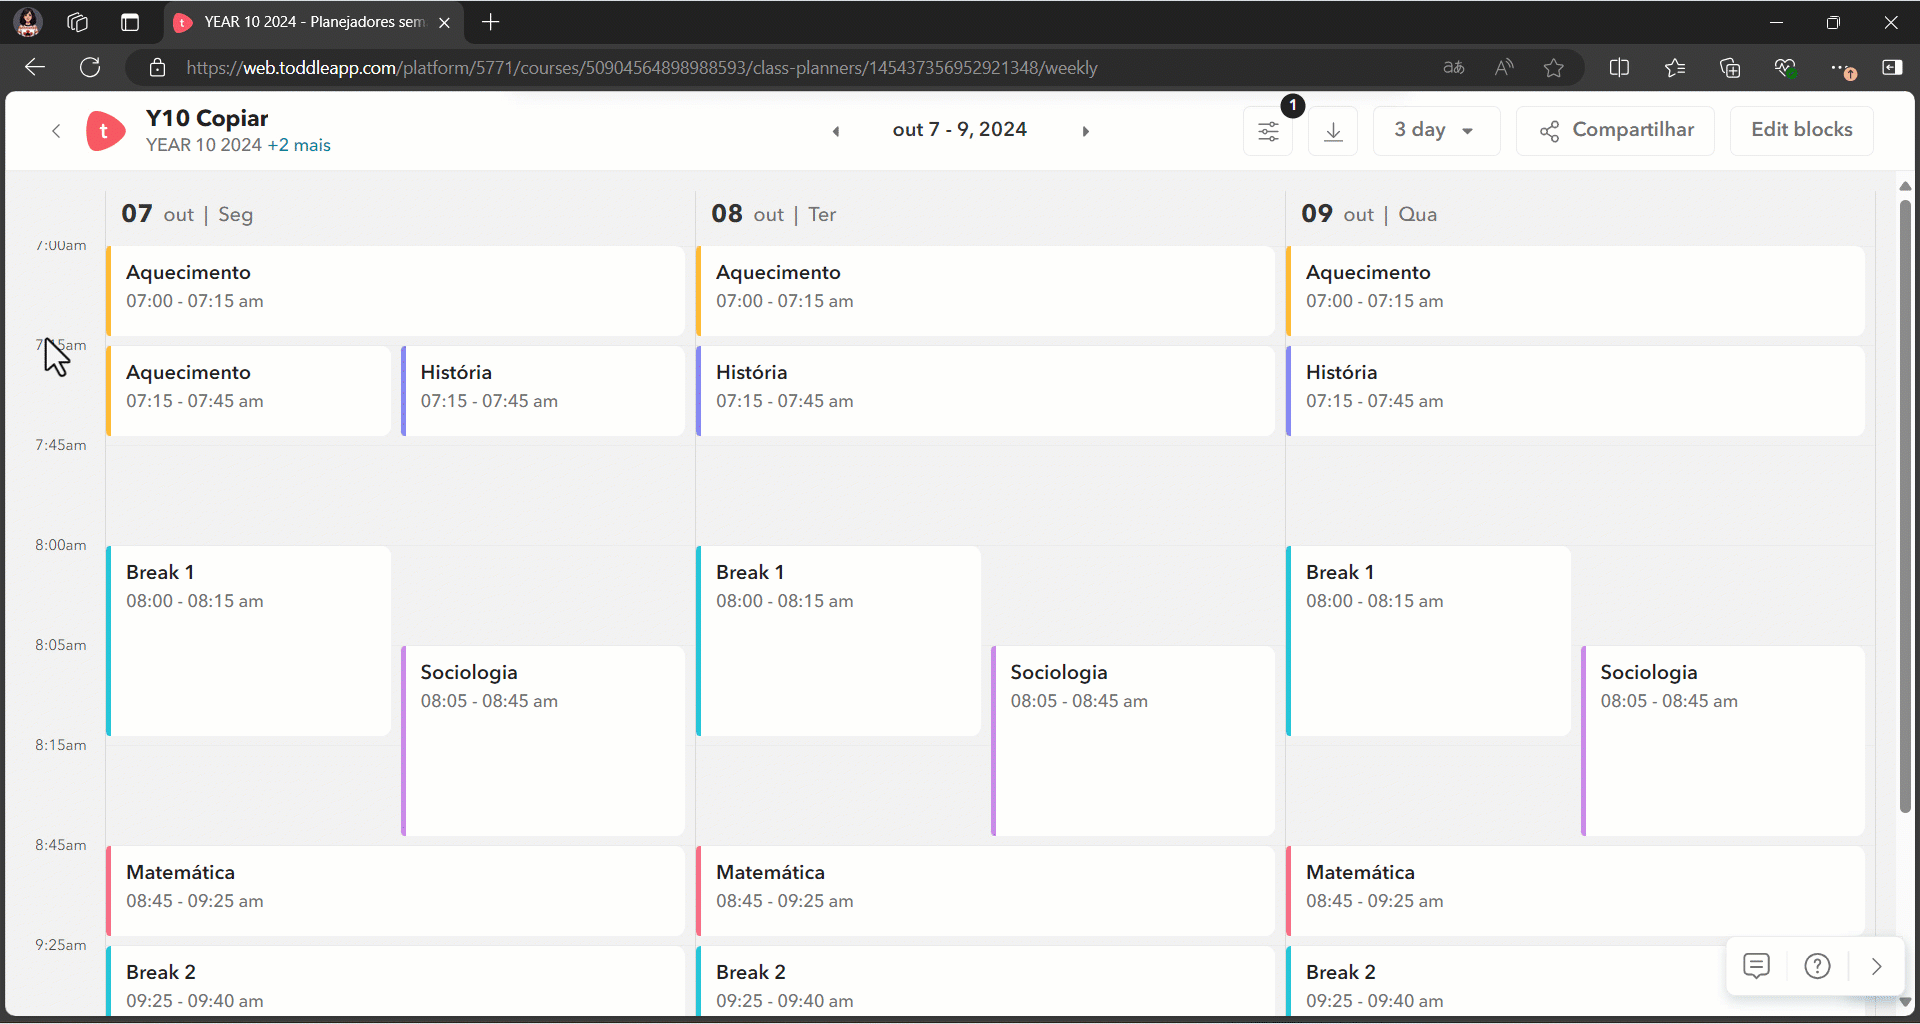 YEAR 10 2024 - Planejadores sem
https://web.toddleapp.com/platform/5771/courses/50904564898988593/class-planners/145437356952921348/weekly
Y10 Copiar
YEAR 10 2024 +2 mais
out 7 - 9, 2024
1
3 day
Compartilhar
Edit blocks
07 out | Seg
08 out | Ter
09 out | Qua
7:00am
Aquecimento
07:00 - 07:15 am
Aquecimento
07:00 - 07:15 am
Aquecimento
07:00 - 07:15 am
Aquecimento
07:15 - 07:45 am
História
07:15 - 07:45 am
História
07:15 - 07:45 am
História
07:15 - 07:45 am
7:45am
8:00am
Break 1
08:00 - 08:15 am
Break 1
08:00 - 08:15 am
Break 1
08:00 - 08:15 am
8:05am
Sociologia
08:05 - 08:45 am
Sociologia
08:05 - 08:45 am
Sociologia
08:05 - 08:45 am
8:15am
8:45am
Matemática
08:45 - 09:25 am
Matemática
08:45 - 09:25 am
Matemática
08:45 - 09:25 am
9:25am
Break 2
09:25 - 09:40 am
Break 2
09:25 - 09:40 am
Break 2
09:25 - 09:40 am